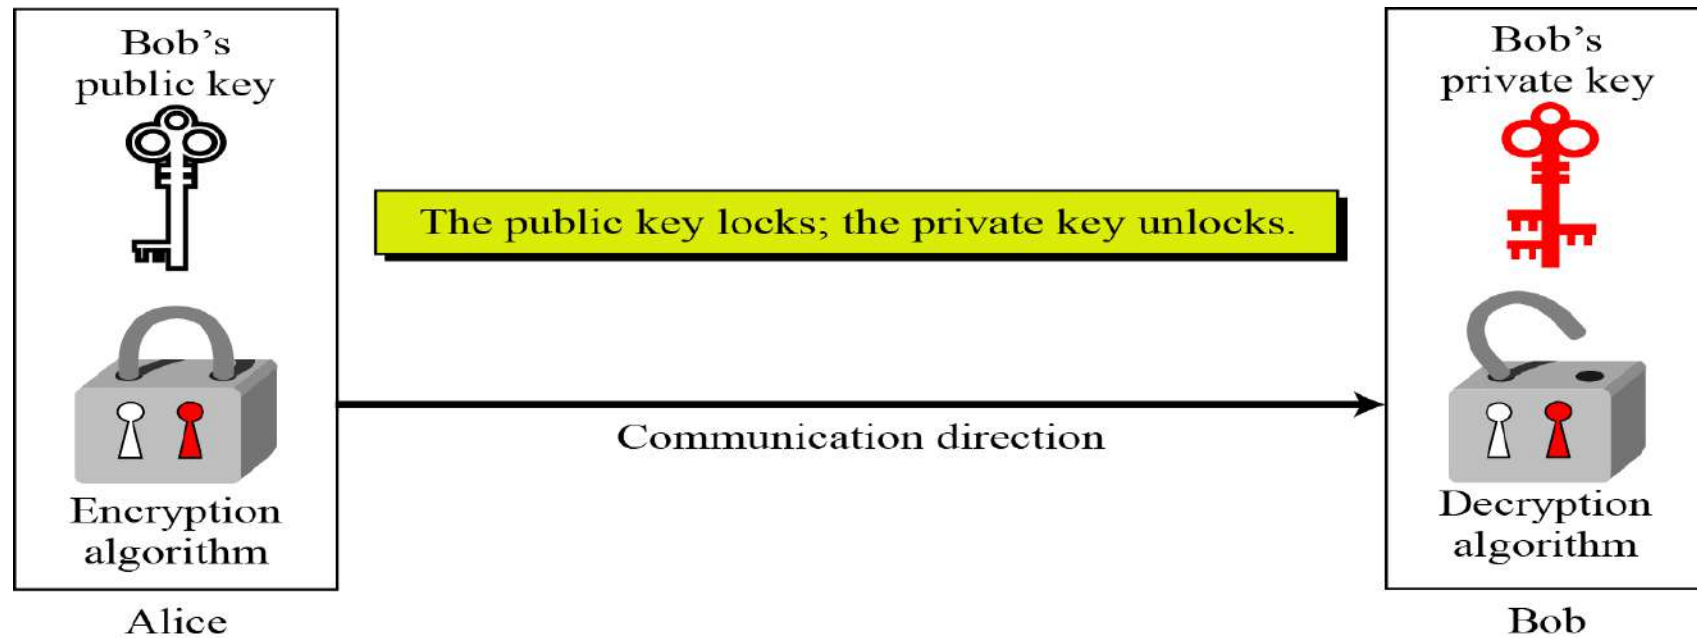 Bob's
public key
Encryption
algorithm
Alice
The public key locks; the private key unlocks.
Communication direction
Bob's
private key
Decryption
algorithm
Bob